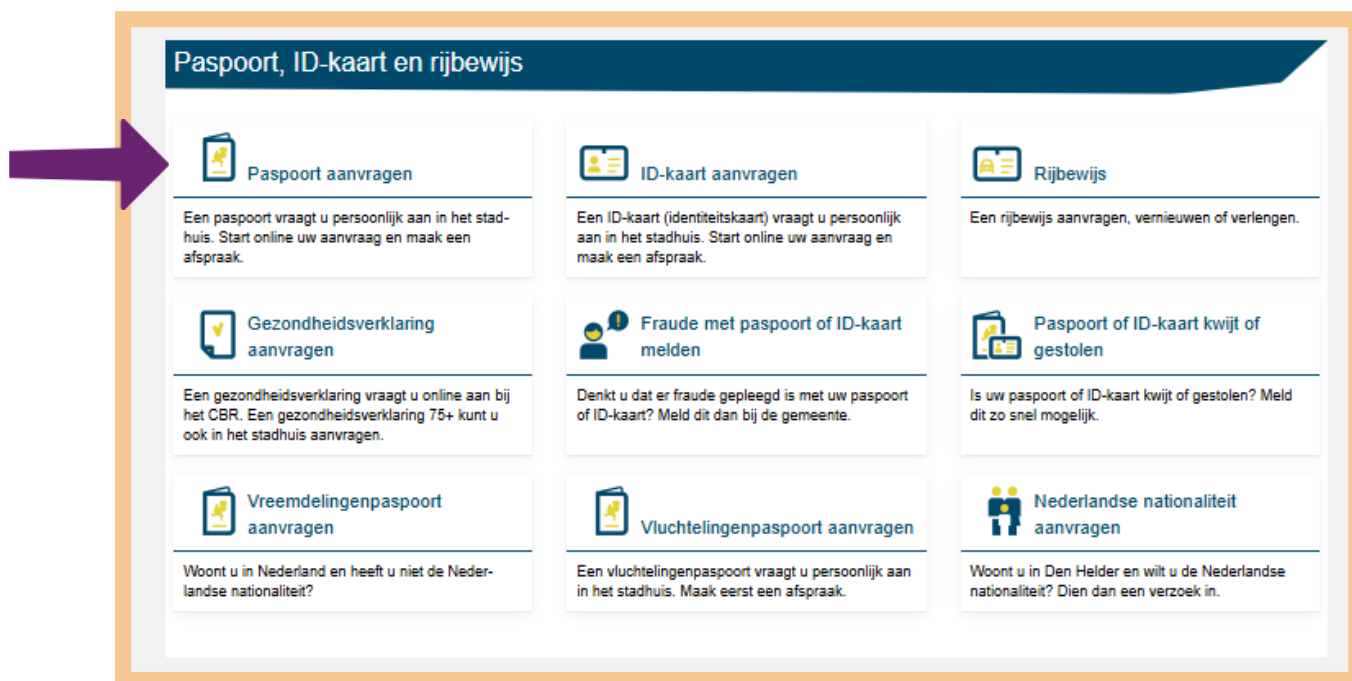 Paspoort, ID-kaart en rijbewijs
Paspoort aanvragen
Een paspoort vraagt u persoonlijk aan in het stad-
huis. Start online uw aanvraag en maak een
afspraak.
ID-kaart aanvragen
Een ID-kaart (identiteitskaart) vraagt u persoonlijk
aan in het stadhuis. Start online uw aanvraag en
maak een afspraak.
Rijbewijs
Een rijbewijs aanvragen, vernieuwen of verlengen.
Gezondheidsverklaring
aanvragen
Een gezondheidsverklaring vraagt u online aan bij
het CBR. Een gezondheidsverklaring 75+ kunt u
ook in het stadhuis aanvragen.
Fraude met paspoort of ID-kaart
melden
Denkt u dat er fraude gepleegd is met uw paspoort
of ID-kaart? Meld dit dan bij de gemeente.
Paspoort of ID-kaart kwijt of
gestolen
Is uw paspoort of ID-kaart kwijt of gestolen? Meld
dit zo snel mogelijk.
Vreemdelingenpaspoort
aanvragen
Woont u in Nederland en heeft u niet de Neder-
landse nationaliteit?
Vluchtelingenpaspoort aanvragen
Een vluchtelingenpaspoort vraagt u persoonlijk aan
in het stadhuis. Maak eerst een afspraak.
Nederlandse nationaliteit
aanvragen
Woont u in Den Helder en wilt u de Nederlandse
nationaliteit? Dien dan een verzoek in.